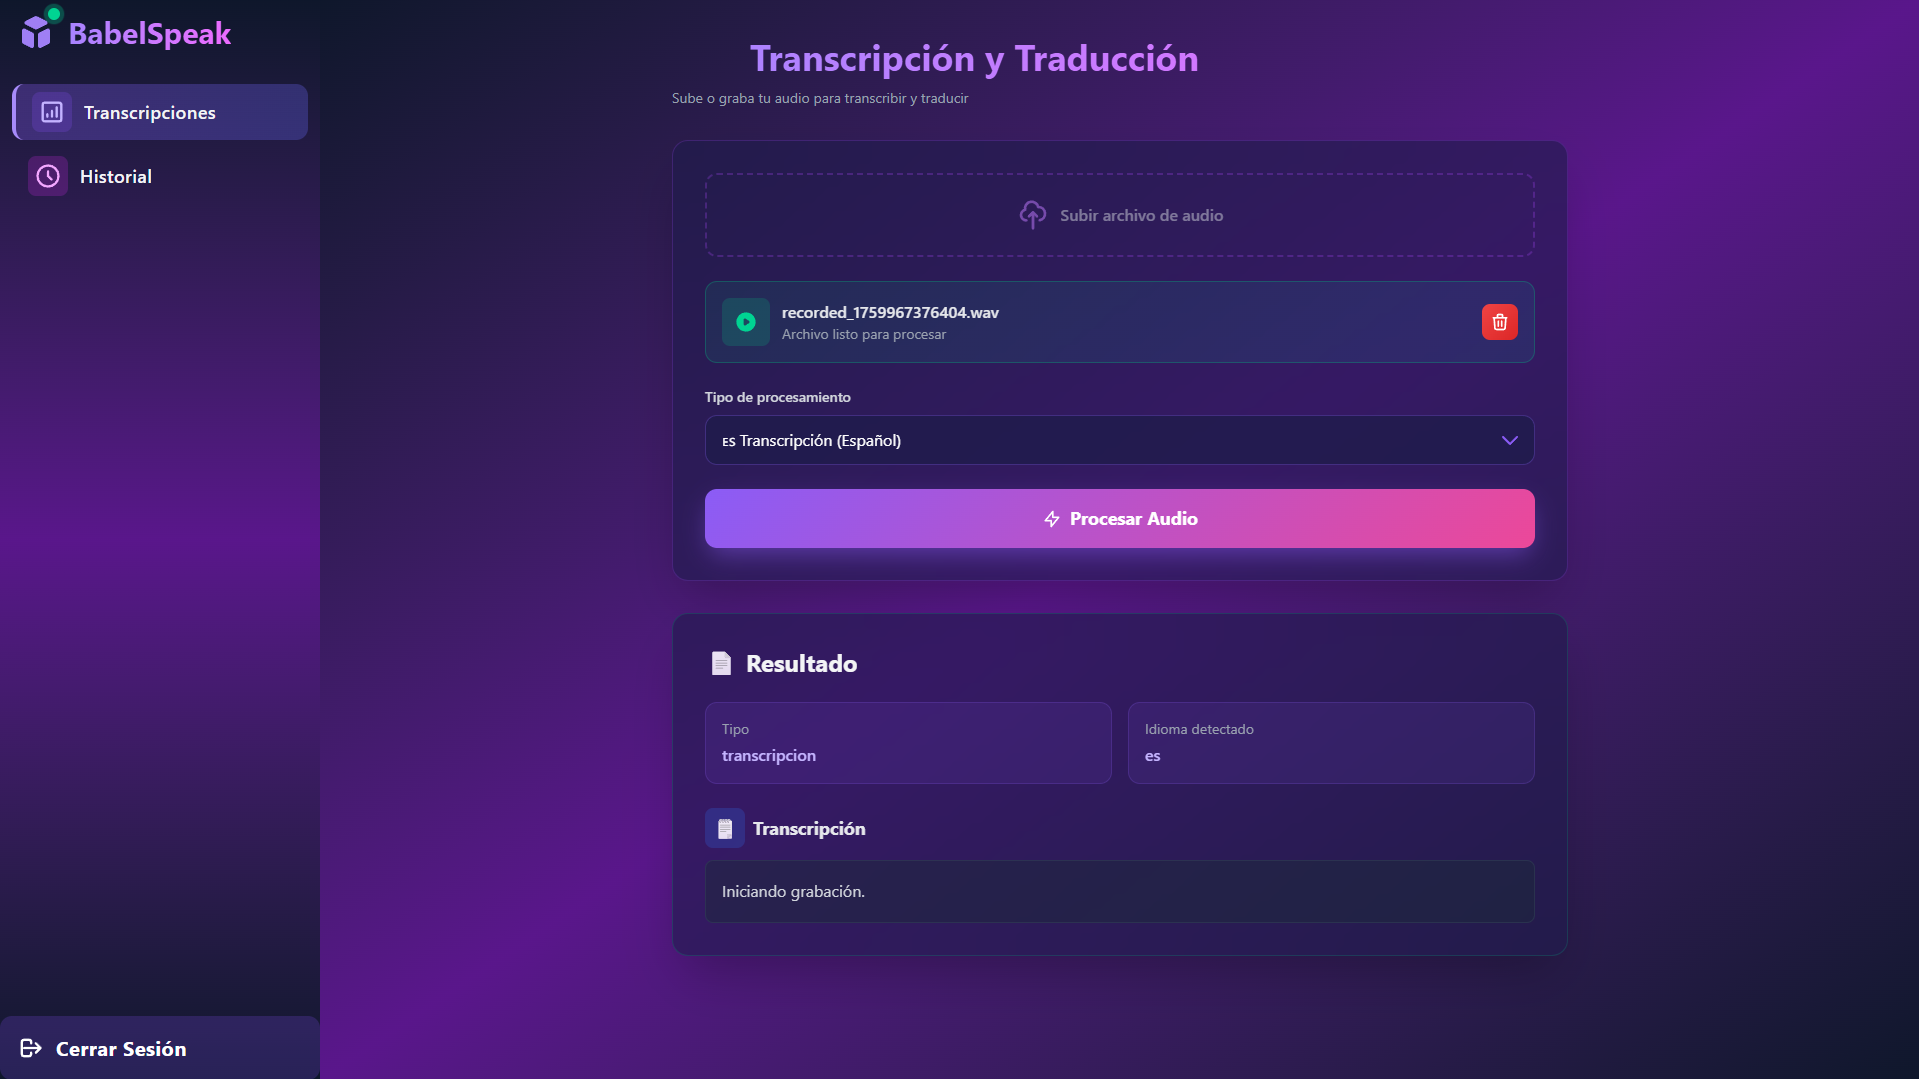 BabelSpeak
Transcripciones
Historial
Cerrar Sesión
Transcripción y Traducción
Sube o graba tu audio para transcribir y traducir
Subir archivo de audio
recorded_1759967376404.wav
Archivo listo para procesar
Tipo de procesamiento
ES Transcripción (Español)
Procesar Audio
Resultado
Tipo
transcripcion
Idioma detectado
es
Transcripción
Iniciando grabación.